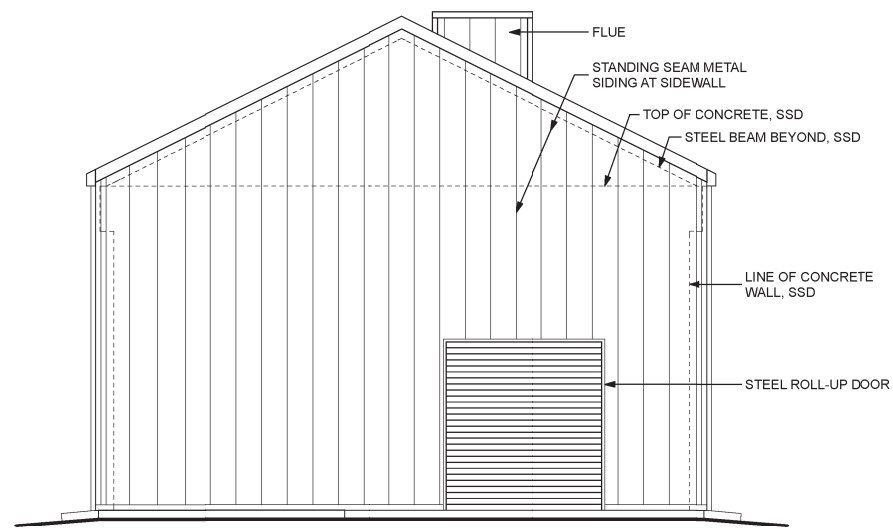 FLUE
STANDING SEAM METAL
SIDING AT SIDEWALL
TOP OF CONCRETE, SSD
STEEL BEAM BEYOND, SSD
LINE OF CONCRETE
WALL, SSD
STEEL ROLL-UP DOOR